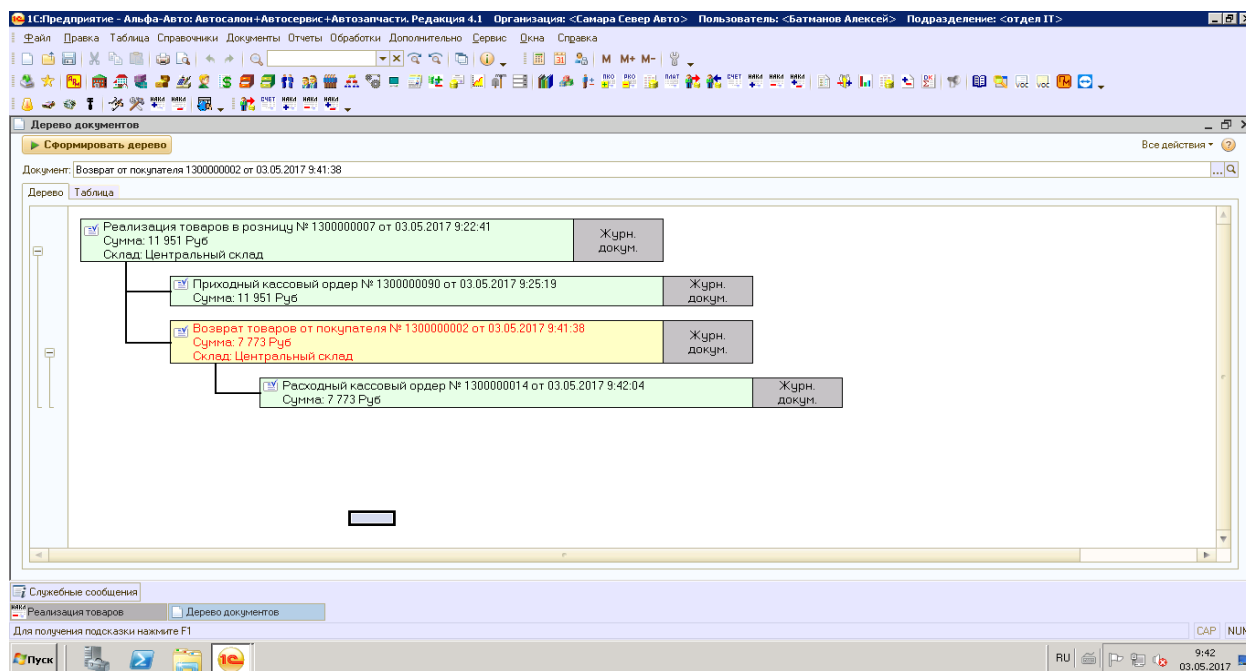 1С:Предприятие - Альфа-Авто: Автосалон+Автосервис+Автозапчасти. Редакция 4.1 Организация: <Самара Север Авто> Пользователь: <Батманов Алексей> Подразделение: <отдел IT>
Файл Правка Таблица Справочники Документы Отчеты Обработки Дополнительно Сервис Окна Справка
M M+ M-
Дерево документов
Сформировать дерево Все действия
Документ: Возврат от покупателя 1300000002 от 03.05.2017 9:41:38
Дерево Таблица
Реализация товаров в розницу № 1300000007 от 03.05.2017 9:22:41
Сумма: 11 951 Руб
Склад: Центральный склад
Журн.
докум.
Приходный кассовый ордер № 1300000090 от 03.05.2017 9:25:19
Сумма: 11 951 Руб
Журн.
докум.
Возврат товаров от покупателя № 1300000002 от 03.05.2017 9:41:38
Сумма: 7 773 Руб
Склад: Центральный склад
Журн.
докум.
Расходный кассовый ордер № 1300000014 от 03.05.2017 9:42:04
Сумма: 7 773 Руб
Журн.
докум.
Служебные сообщения
Реализация товаров Дерево документов
Для получения подсказки нажмите F1 CAP NUM
Пуск RU 9:42
03.05.2017